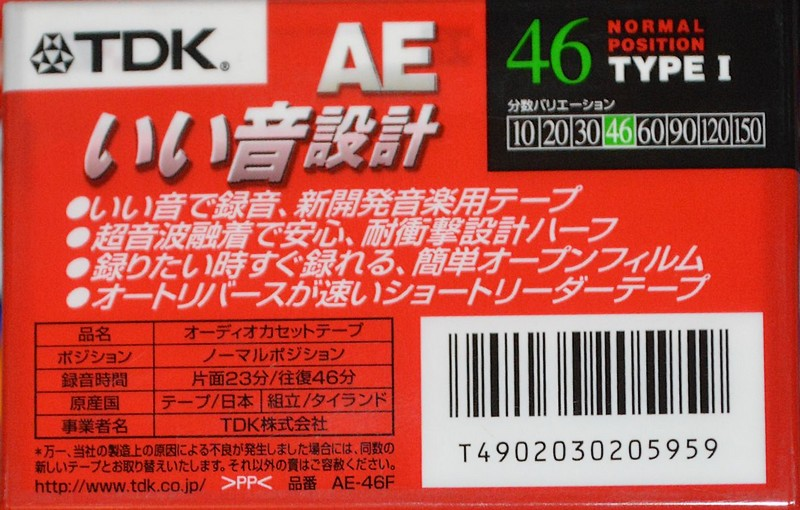 TDK®
AE
46
NORMAL
POSITION
TYPE I
分数バリエーション
10 20 30 46 60 90 120 150
いい音設計
●いい音で録音、新開発音楽用テープ
●超音波融着で安心、耐衝撃設計ハーフ
●録りたい時すぐ録れる、簡単オープンフィルム
●オートリバースが速いショートリーダーテープ
品名 オーディオカセットテープ
ポジション ノーマルポジション
録音時間 片面23分/往復46分
原産国 テープ/日本 組立/タイランド
事業者名 TDK株式会社
*万一、当社の製造上の原因による不良が発生しました場合には、同数の
新しいテープとお取り替えいたします。それ以外の責はご容赦ください。
http://www.tdk.co.jp/ >PP< 品番 AE-46F
T4902030205959